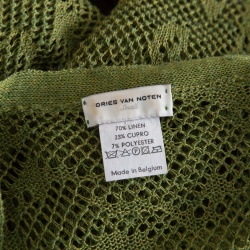 DRIES VAN NOTEN
70% LINEN
23% CUPRO
7% POLYESTER
Made in Belgium